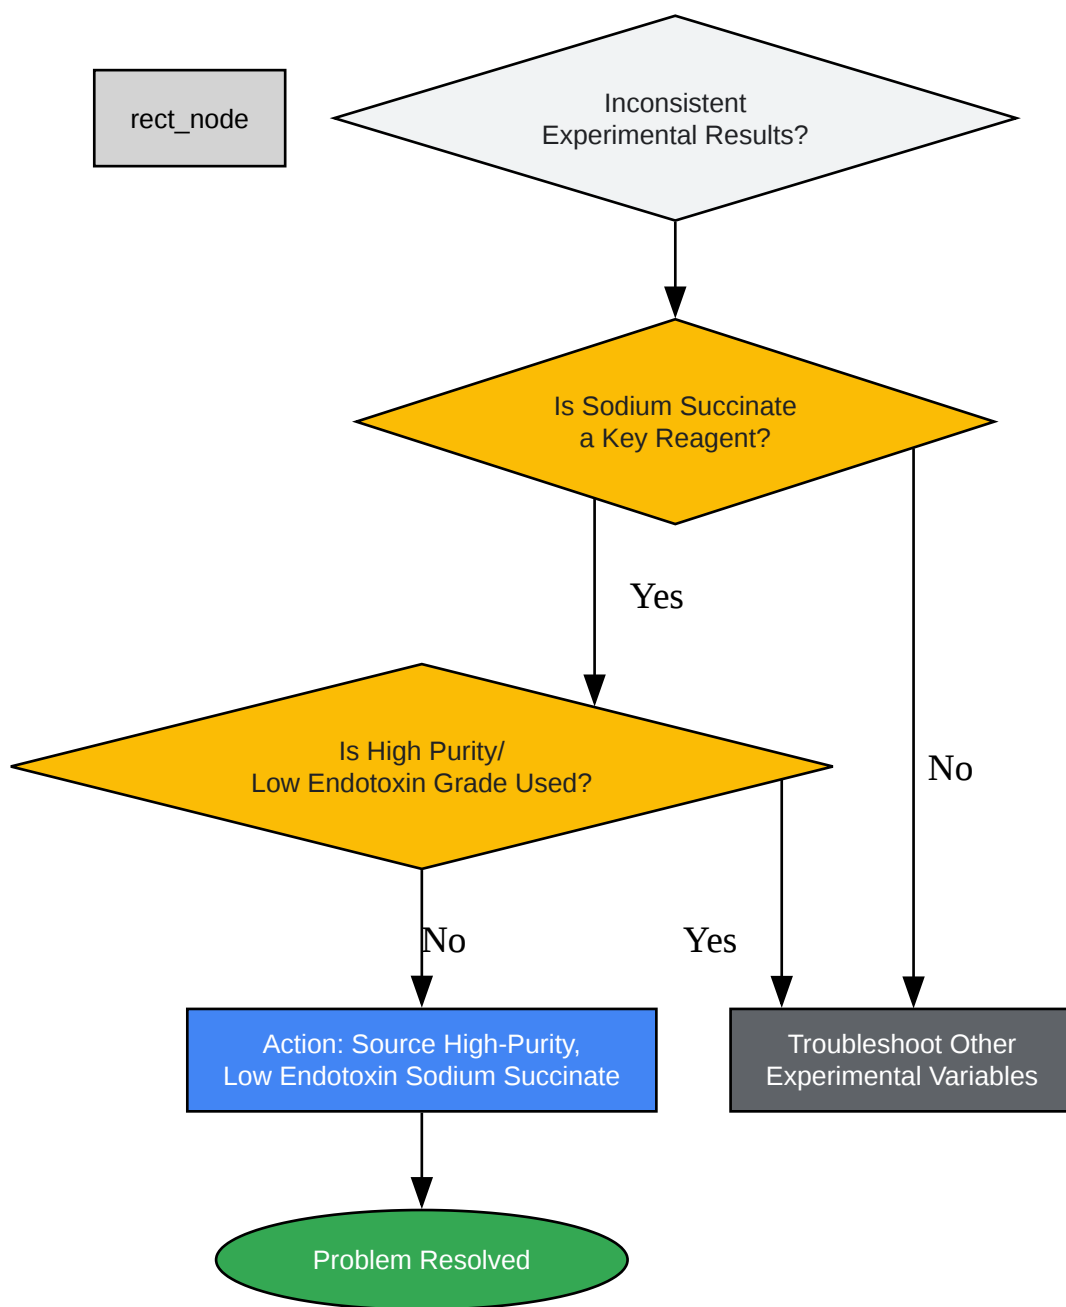 rect_node
Inconsistent
Experimental Results?
Is Sodium Succinate
a Key Reagent?
Yes
Is High Purity/
Low Endotoxin Grade Used?
No
No
Yes
Action: Source High-Purity,
Low Endotoxin Sodium Succinate
Troubleshoot Other
Experimental Variables
Problem Resolved